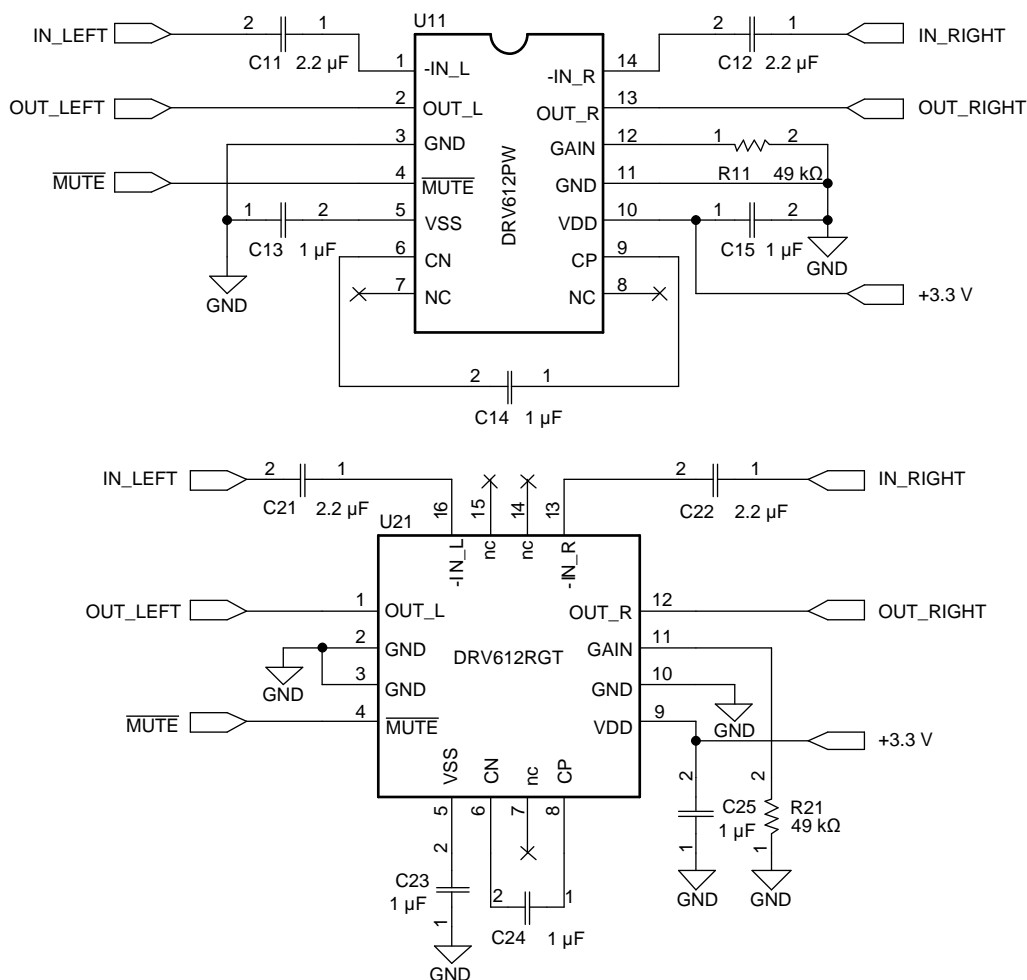 U11
2 1
2 1
IN_LEFT
IN_RIGHT
C11 2.2 µF
C12 2.2 µF
1 -IN_L
-IN_R 14
OUT_LEFT
2 OUT_L
OUT_R 13
OUT_RIGHT
3 GND
GAIN 12
1 2
R11 49 kΩ
MUTE
4 MUTE
GND 11
DRV612PW
1 2
5 VSS
VDD 10
1 2
C13 1 µF
C15 1 µF
6 CN
CP 9
GND
GND
7 NC
NC 8
+3.3 V
2 1
C14 1 µF
IN_LEFT
2 1
2 1
IN_RIGHT
C21 2.2 µF
C22 2.2 µF
U21
16 15 14 13
-IN_L nc nc -IN_R
OUT_LEFT
1 OUT_L
OUT_R 12
OUT_RIGHT
2 GND
GAIN 11
DRV612RGT
GND
3 GND
GND 10
MUTE
4 MUTE
VDD 9
GND
+3.3 V
VSS CN nc CP
5 6 7 8
2
2
C25
1 µF
R21
49 kΩ
1
1
2
C23
1 µF
1
2 1
C24 1 µF
GND
GND
GND